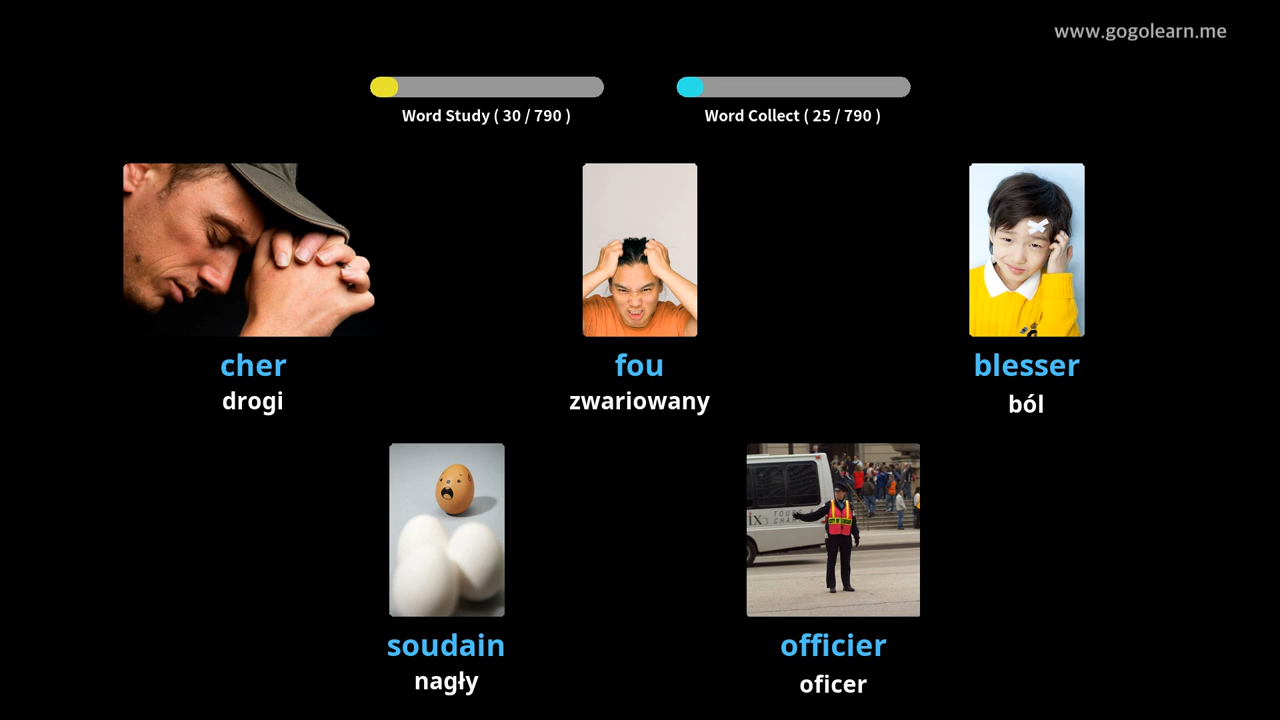 www.gogolearn.me
Word Study ( 30 / 790 )
Word Collect ( 25 / 790 )
cher
drogi
fou
zwariowany
blesser
ból
soudain
nagły
officier
oficer